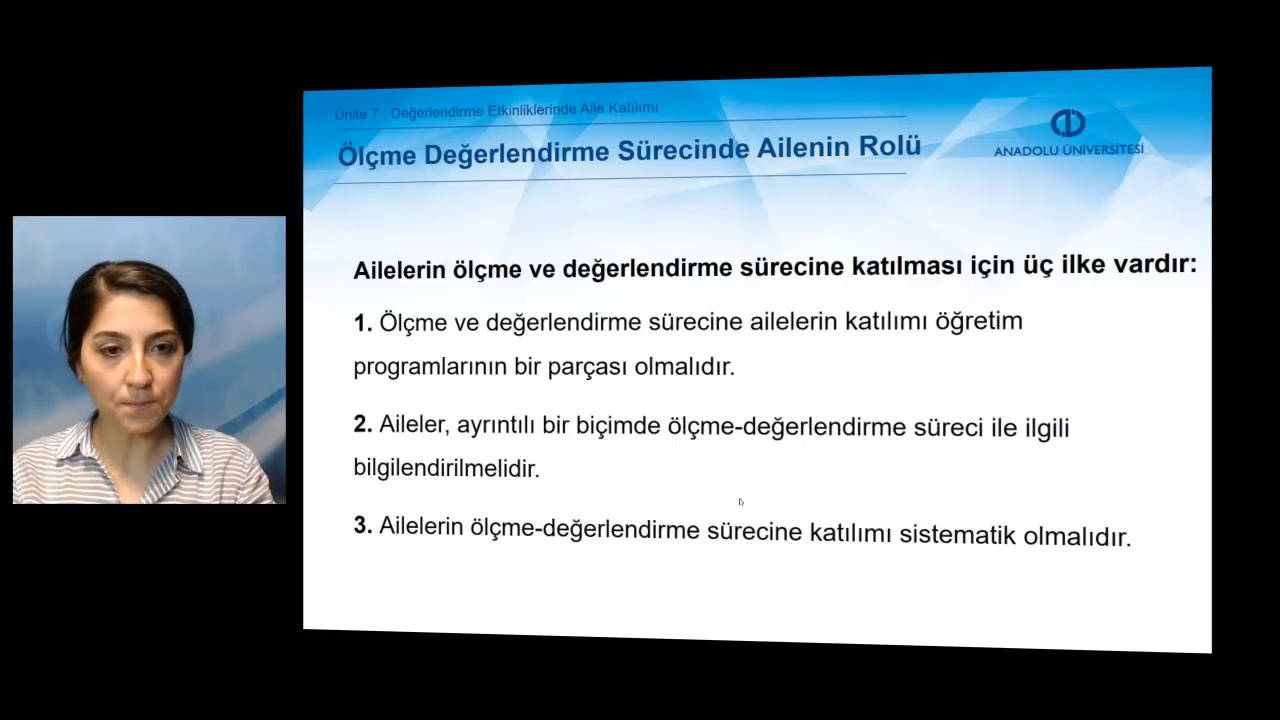 Ünite 7 : Değerlendirme Etkinliklerinde Aile Katılımı
Ölçme Değerlendirme Sürecinde Ailenin Rolü
ANADOLU ÜNİVERSİTESİ
Ailelerin ölçme ve değerlendirme sürecine katılması için üç ilke vardır:
1. Ölçme ve değerlendirme sürecine ailelerin katılımı öğretim
programlarının bir parçası olmalıdır.
2. Aileler, ayrıntılı bir biçimde ölçme-değerlendirme süreci ile ilgili
bilgilendirilmelidir.
3. Ailelerin ölçme-değerlendirme sürecine katılımı sistematik olmalıdır.